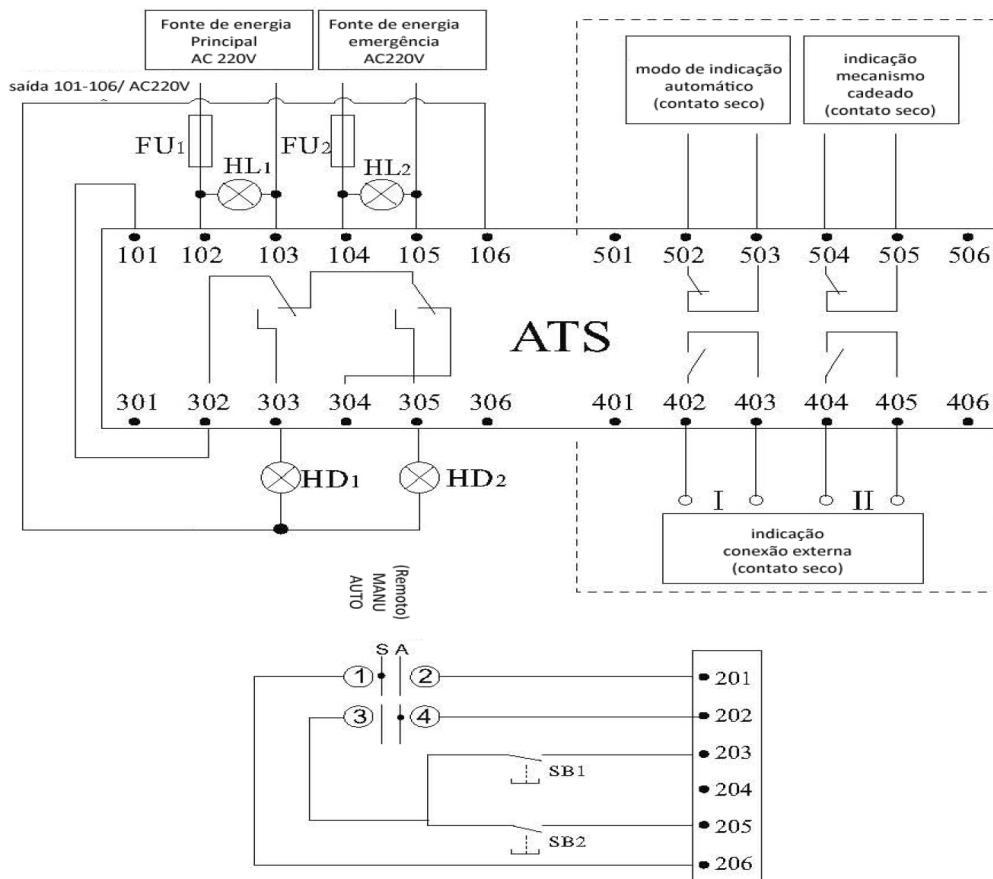 Fonte de energia
Principal
AC 220V
Fonte de energia
emergência
AC220V
modo de indicação
automático
(contato seco)
indicação
mecanismo
cadeado
(contato seco)
saída 101-106/ AC220V
FU1
FU2
HL1
HL2
101 102 103 104 105 106
501 502 503 504 505 506
ATS
301 302 303 304 305 306
401 402 403 404 405 406
HD1
HD2
I
II
indicação
conexão externa
(contato seco)
(Remoto)
MANU
AUTO
S A
1 2
3 4
201
202
203
SB1
204
205
SB2
206